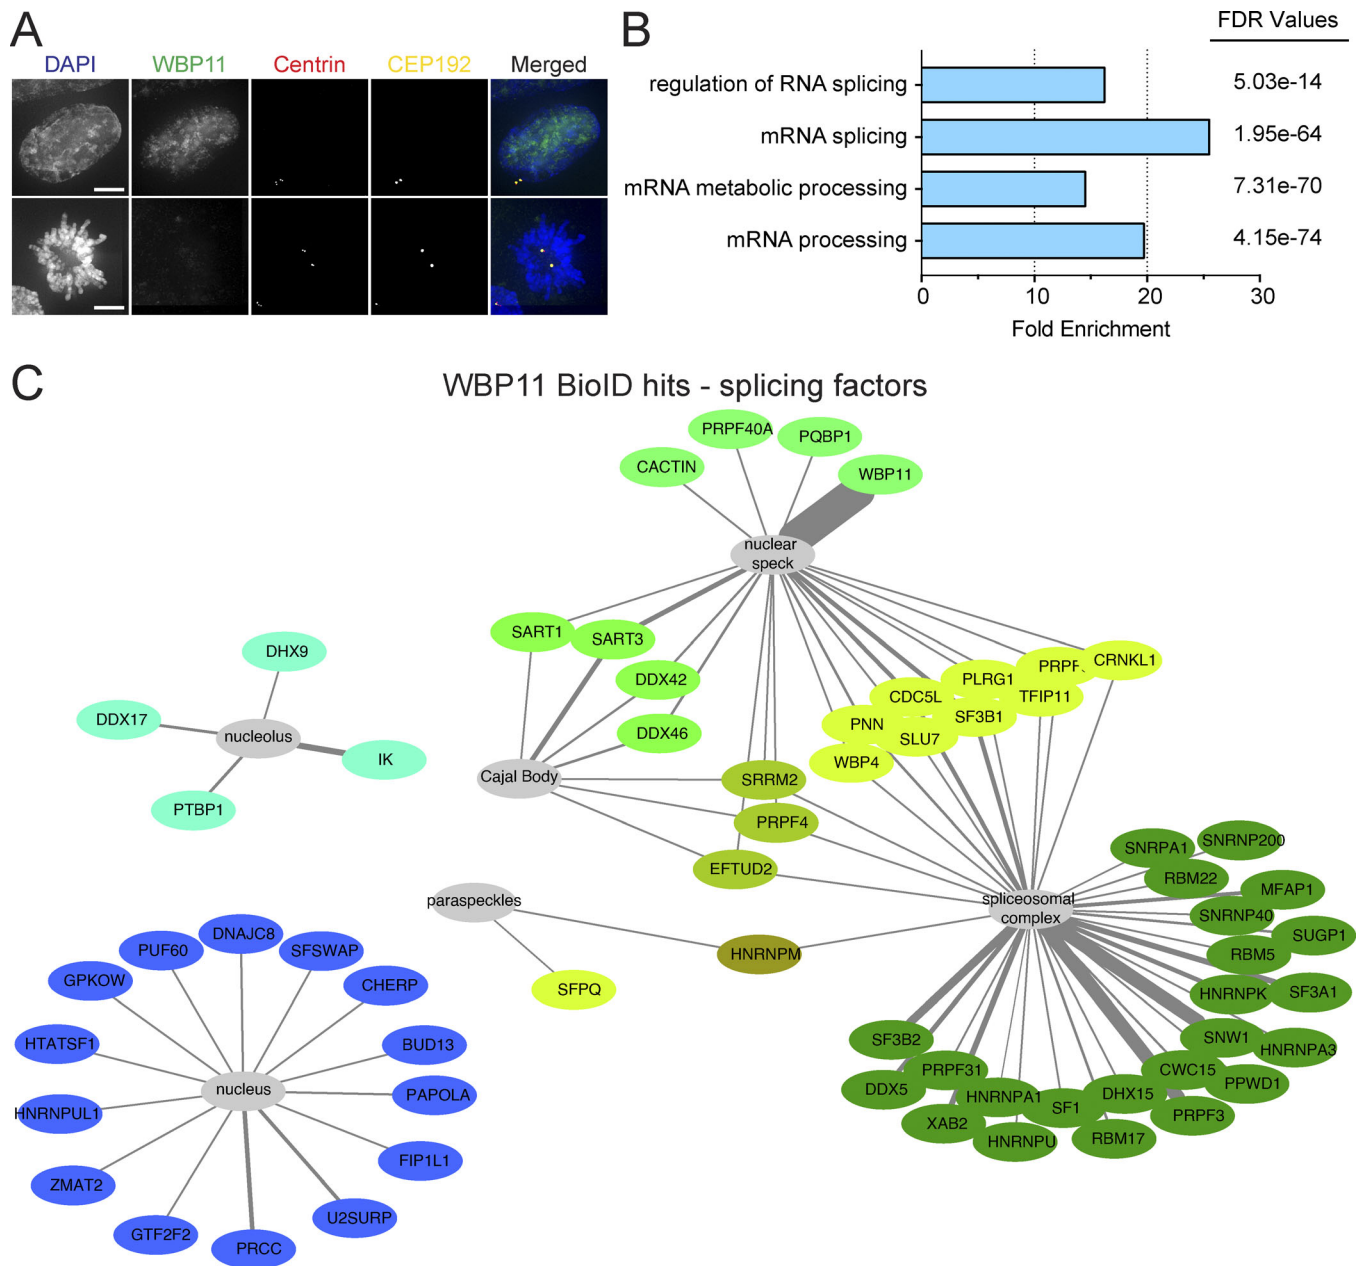 A
DAPI WBP11 Centrin CEP192 Merged
B
FDR Values
regulation of RNA splicing 5.03e-14
mRNA splicing 1.95e-64
mRNA metabolic processing 7.31e-70
mRNA processing 4.15e-74
0 10 20 30
Fold Enrichment
C
WBP11 BioID hits - splicing factors
PRPF40A
PQBP1
CACTIN
WBP11
nuclear
speck
SART1
SART3
DDX42
DDX46
Cajal Body
CRNKL1
PLRG1
TFIP11
CDC5L
SF3B1
PNN
SLU7
WBP4
SRRM2
PRPF4
EFTUD2
DHX9
DDX17
nucleolus
IK
PTBP1
paraspeckles
SFPQ
HNRNPM
spliceosomal
complex
SNRPA1
SNRNP200
RBM22
MFAP1
SNRNP40
SUGP1
RBM5
HNRNPK
SF3A1
SNW1
HNRNPA3
CWC15
PPWD1
DHX15
PRPF3
SF1
RBM17
HNRNPA1
HNRNPU
PRPF31
XAB2
SF3B2
DDX5
DNAJC8
PUF60
SFSWAP
GPKOW
CHERP
HTATSF1
BUD13
nucleus
PAPOLA
HNRNPUL1
FIP1L1
ZMAT2
U2SURP
GTF2F2
PRCC